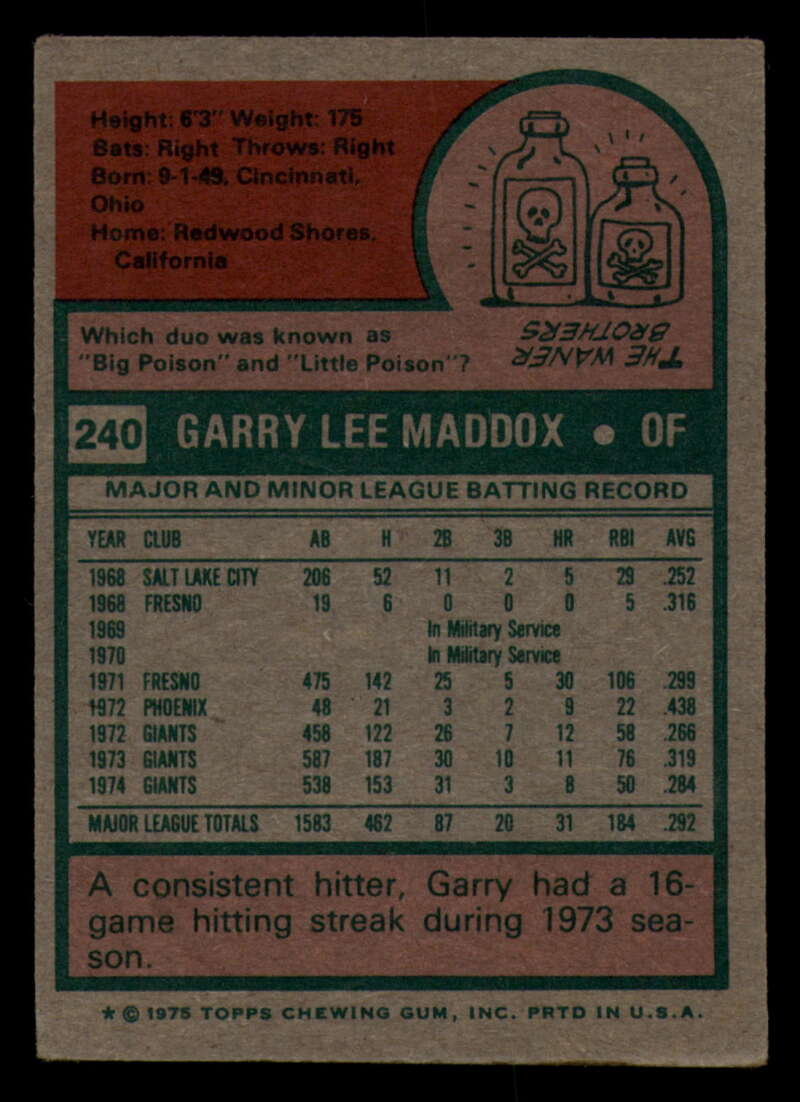 Height: 6'3" Weight: 175
Bats: Right Throws: Right
Born: 9-1-49, Cincinnati,
Ohio
Home: Redwood Shores,
California
Which duo was known as
"Big Poison" and "Little Poison"?
THE WANER
BROTHERS
240 GARRY LEE MADDOX • OF
MAJOR AND MINOR LEAGUE BATTING RECORD
YEAR CLUB AB H 2B 3B HR RBI AVG
1968 SALT LAKE CITY 206 52 11 2 5 29 .252
1968 FRESNO 19 6 0 0 0 5 .316
1969 In Military Service
1970 In Military Service
1971 FRESNO 475 142 25 5 30 106 .299
1972 PHOENIX 48 21 3 2 9 22 .438
1972 GIANTS 458 122 26 7 12 58 .266
1973 GIANTS 587 187 30 10 11 76 .319
1974 GIANTS 538 153 31 3 8 50 .284
MAJOR LEAGUE TOTALS 1583 462 87 20 31 184 .292
A consistent hitter, Garry had a 16-
game hitting streak during 1973 sea-
son.
* © 1975 TOPPS CHEWING GUM, INC. PRTD IN U.S.A.